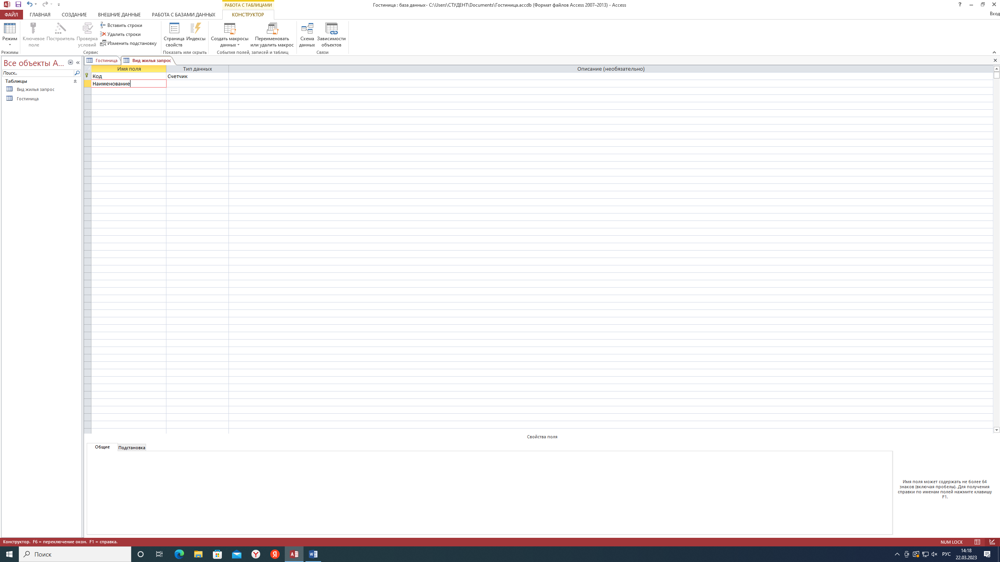 РАБОТА С ТАБЛИЦАМИ
Гостиница : база данных- C:\Users\СТУДЕНТ\Documents\Гостиница.accdb (Формат файлов Access 2007–2013) - Access
ФАЙЛ ГЛАВНАЯ СОЗДАНИЕ ВНЕШНИЕ ДАННЫЕ РАБОТА С БАЗАМИ ДАННЫХ КОНСТРУКТОР Вход
Режим
Ключевое поле
Построитель
Проверка условий
Вставить строки
Удалить строки
Изменить подстановку
Страница свойств
Индексы
Создать макросы данных
Переименовать или удалить макрос
Схема данных
Зависимости объектов
Режимы Сервис Показать или скрыть События полей, записей и таблиц Связи
Все объекты A...
Поиск...
Таблицы
Вид жилья запрос
Гостиница
Гостиница Вид жилья запрос
Имя поля Тип данных Описание (необязательно)
Код Счетчик
Наименование
Свойства поля
Общие Подстановка
Имя поля может содержать не более 64
знаков (включая пробелы). Для получения
справки по именам полей нажмите клавишу
F1.
Конструктор. F6 = переключение окон. F1 = справка.
NUM LOCK
Поиск
РУС
14:18
22.03.2023